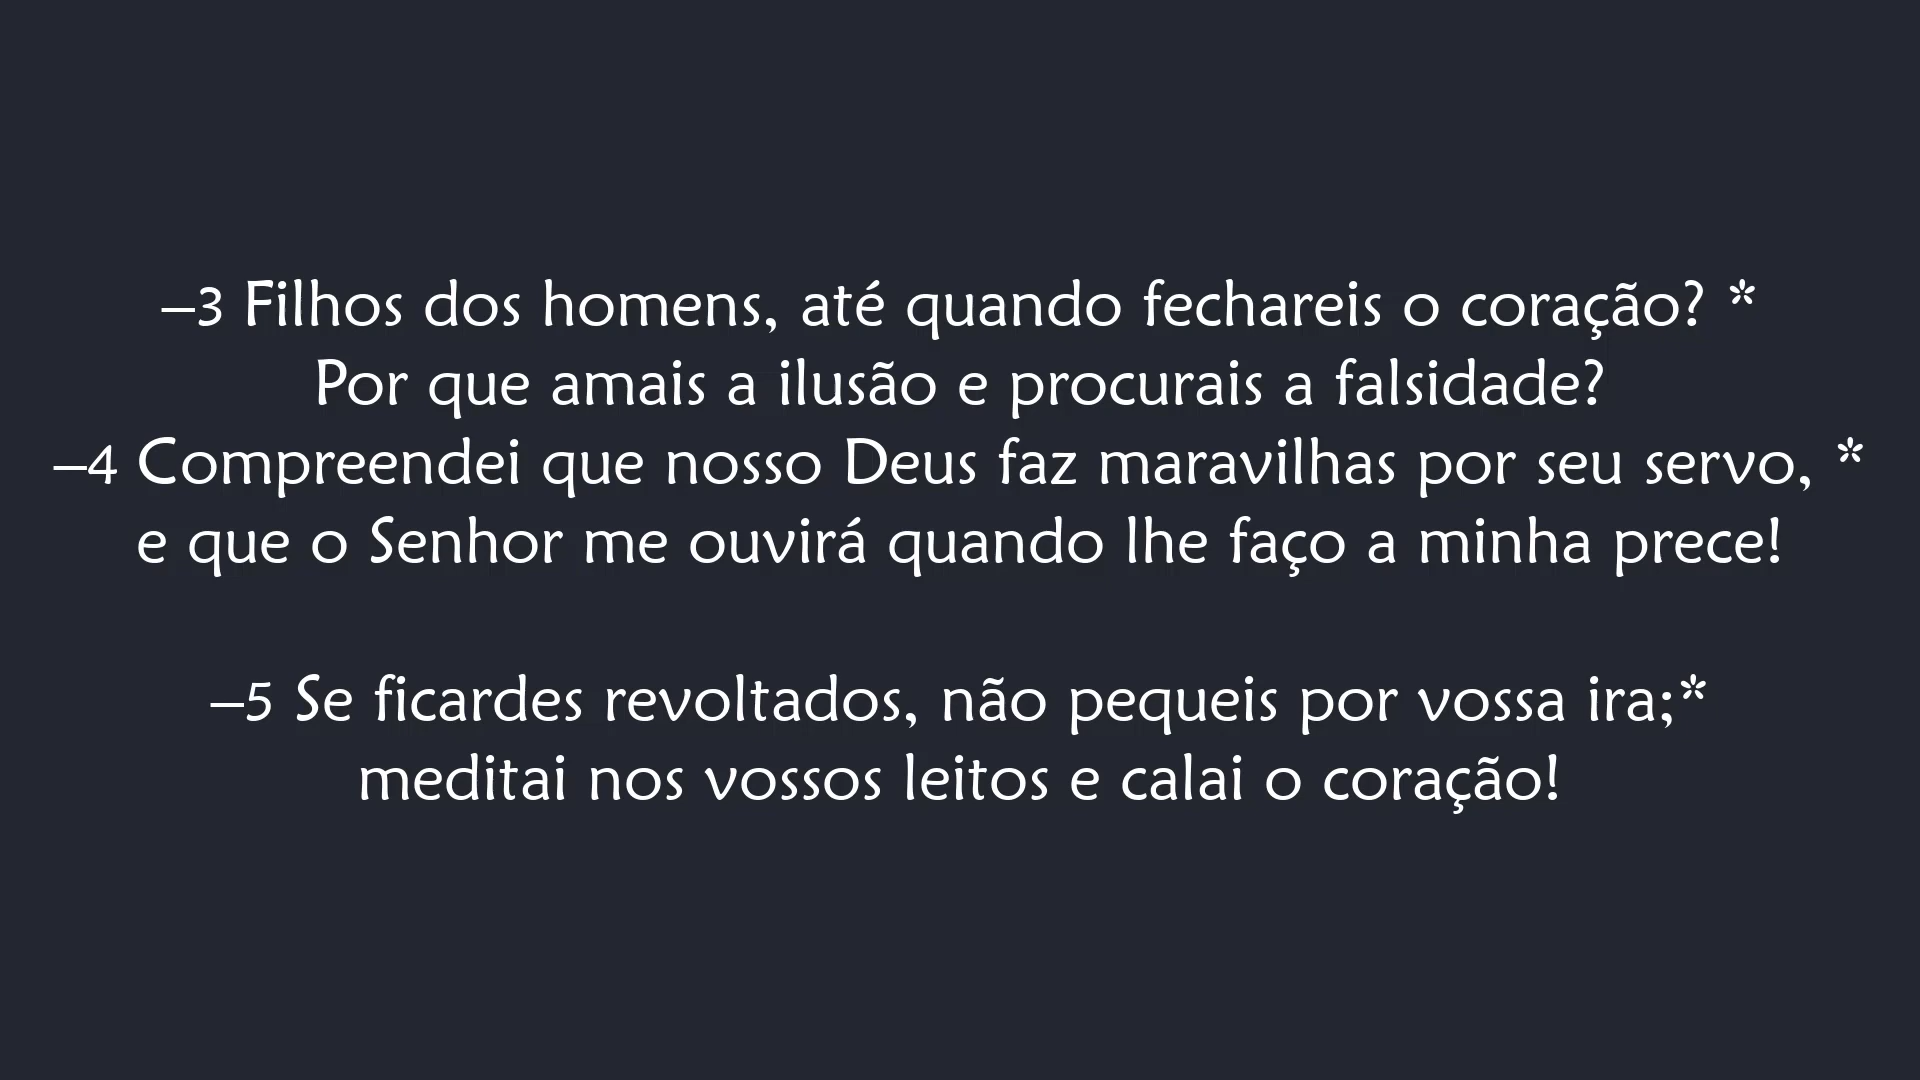 –3 Filhos dos homens, até quando fechareis o coração? *
Por que amais a ilusão e procurais a falsidade?
–4 Compreendei que nosso Deus faz maravilhas por seu servo, *
e que o Senhor me ouvirá quando lhe faço a minha prece!
–5 Se ficardes revoltados, não pequeis por vossa ira;*
meditai nos vossos leitos e calai o coração!